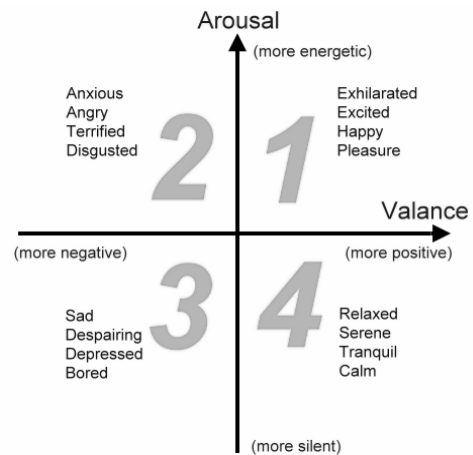 Arousal
(more energetic)
Anxious
Angry
Terrified
Disgusted
2
1
Exhilarated
Excited
Happy
Pleasure
Valance
(more negative)
(more positive)
Sad
Despairing
Depressed
Bored
3
4
Relaxed
Serene
Tranquil
Calm
(more silent)